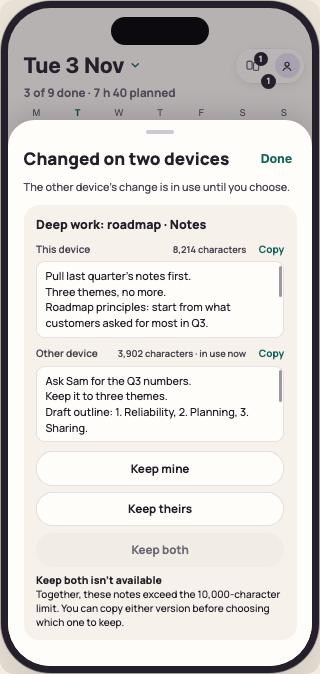 Tue 3 Nov
1
1
3 of 9 done · 7 h 40 planned
M T W T F S S
Changed on two devices
Done
The other device's change is in use until you choose.
Deep work: roadmap · Notes
This device 8,214 characters Copy
Pull last quarter's notes first.
Three themes, no more.
Roadmap principles: start from what
customers asked for most in Q3.
Other device 3,902 characters · in use now Copy
Ask Sam for the Q3 numbers.
Keep it to three themes.
Draft outline: 1. Reliability, 2. Planning, 3.
Sharing.
Keep mine
Keep theirs
Keep both
Keep both isn't available
Together, these notes exceed the 10,000-character
limit. You can copy either version before choosing
which one to keep.